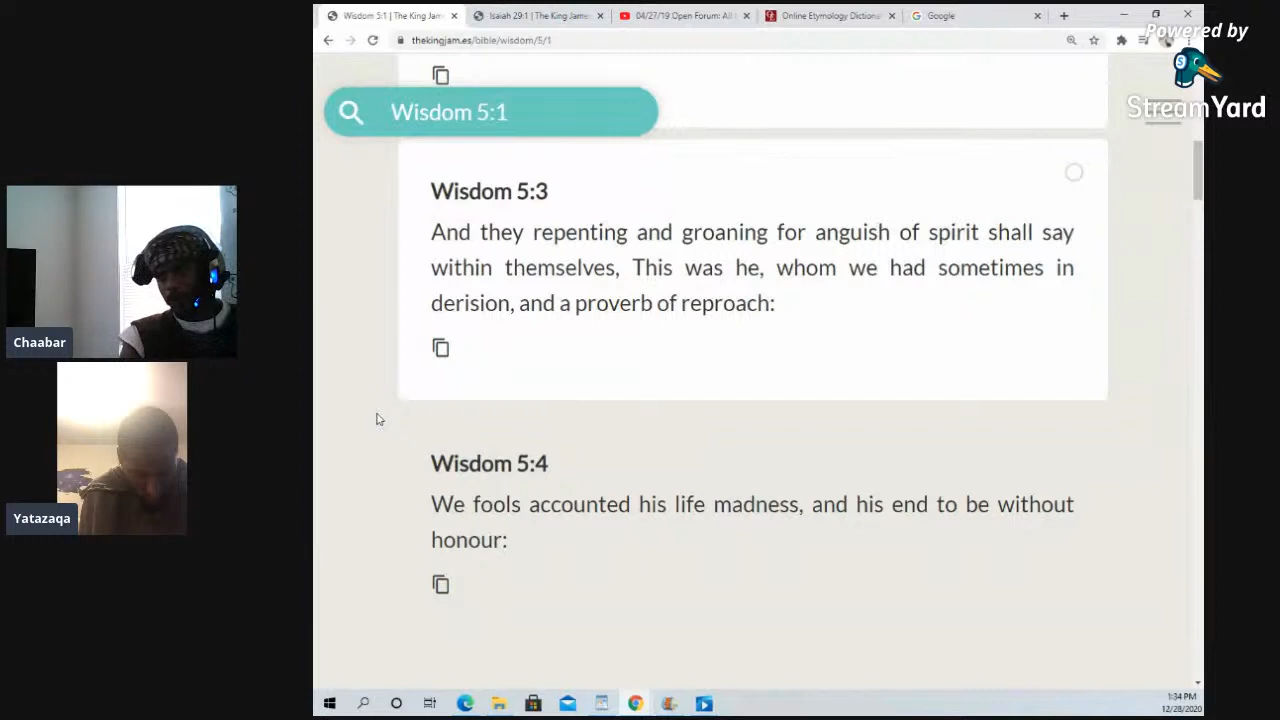 Wisdom 5:1 | The King Jam
Isaiah 29:1 | The King Jame
04/27/19 Open Forum: All
Online Etymology Dictiona
Google
thekingjam.es/bible/wisdom/5/1
Powered by
StreamYard
Wisdom 5:1
Wisdom 5:3
And they repenting and groaning for anguish of spirit shall say
within themselves, This was he, whom we had sometimes in
derision, and a proverb of reproach:
Wisdom 5:4
We fools accounted his life madness, and his end to be without
honour:
Chaabar
Yatazaqa
1:34 PM
12/28/2020